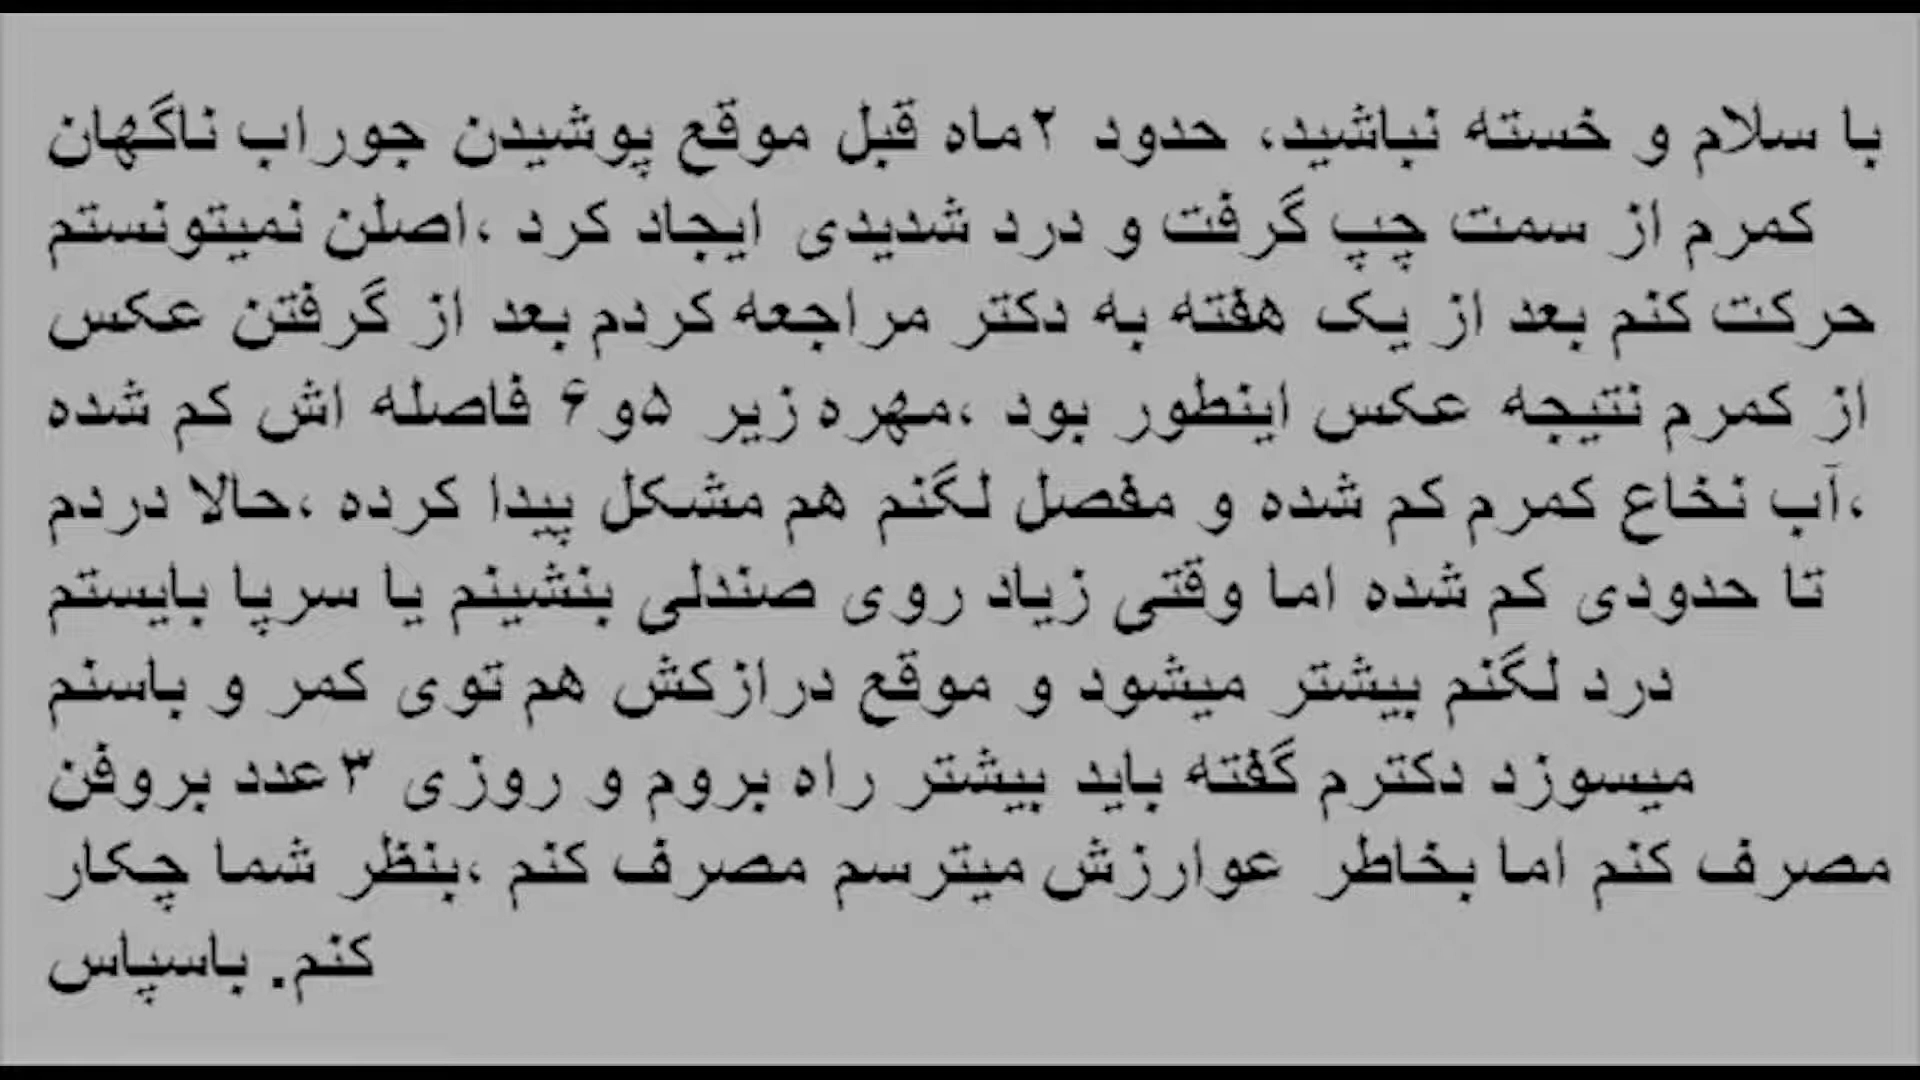 با سلام و خسته نباشید، حدود ۲ماه قبل موقع پوشیدن جوراب ناگهان
کمرم از سمت چپ گرفت و درد شدیدی ایجاد کرد ،اصلن نمیتونستم
حرکت کنم بعد از یک هفته به دکتر مراجعه کردم بعد از گرفتن عکس
از کمرم نتیجه عکس اینطور بود ،مهره زیر ۵و۶ فاصله اش کم شده
،آب نخاع کمرم کم شده و مفصل لگنم هم مشکل پیدا کرده ،حالا دردم
تا حدودی کم شده اما وقتی زیاد روی صندلی بنشینم یا سرپا بایستم
درد لگنم بیشتر میشود و موقع درازکش هم توی کمر و باسنم
میسوزد دکترم گفته باید بیشتر راه بروم و روزی ۳عدد بروفن
مصرف کنم اما بخاطر عوارزش میترسم مصرف کنم ،بنظر شما چکار
کنم. باسپاس